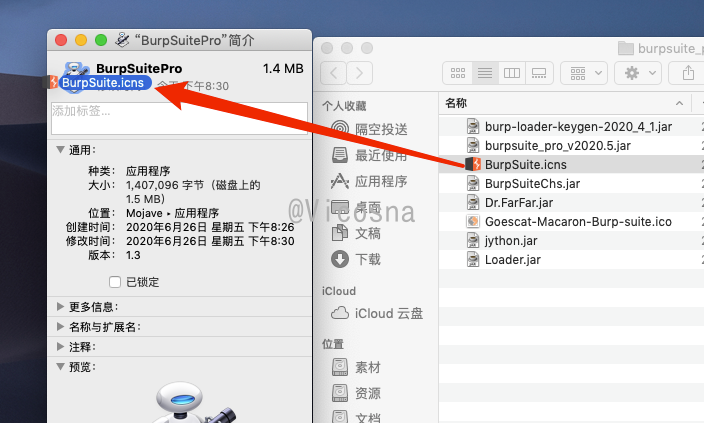 “BurpSuitePro”简介
BurpSuitePro
1.4 MB
BurpSuite.icns
下午8:30
添加标签...
通用:
种类: 应用程序
大小: 1,407,096 字节（磁盘上的
1.5 MB）
位置: Mojave ▸ 应用程序
创建时间: 2020年6月26日 星期五 下午8:26
修改时间: 2020年6月26日 星期五 下午8:30
版本: 1.3
已锁定
更多信息:
名称与扩展名:
注释:
预览:
burpsuite_p
个人收藏
隔空投送
最近使用
应用程序
桌面
文稿
下载
iCloud
iCloud 云盘
位置
素材
资源
文档
名称
burp-loader-keygen-2020_4_1.jar
burpsuite_pro_v2020.5.jar
BurpSuite.icns
BurpSuiteChs.jar
Dr.FarFar.jar
Goescat-Macaron-Burp-suite.ico
jython.jar
Loader.jar
@Vicosna